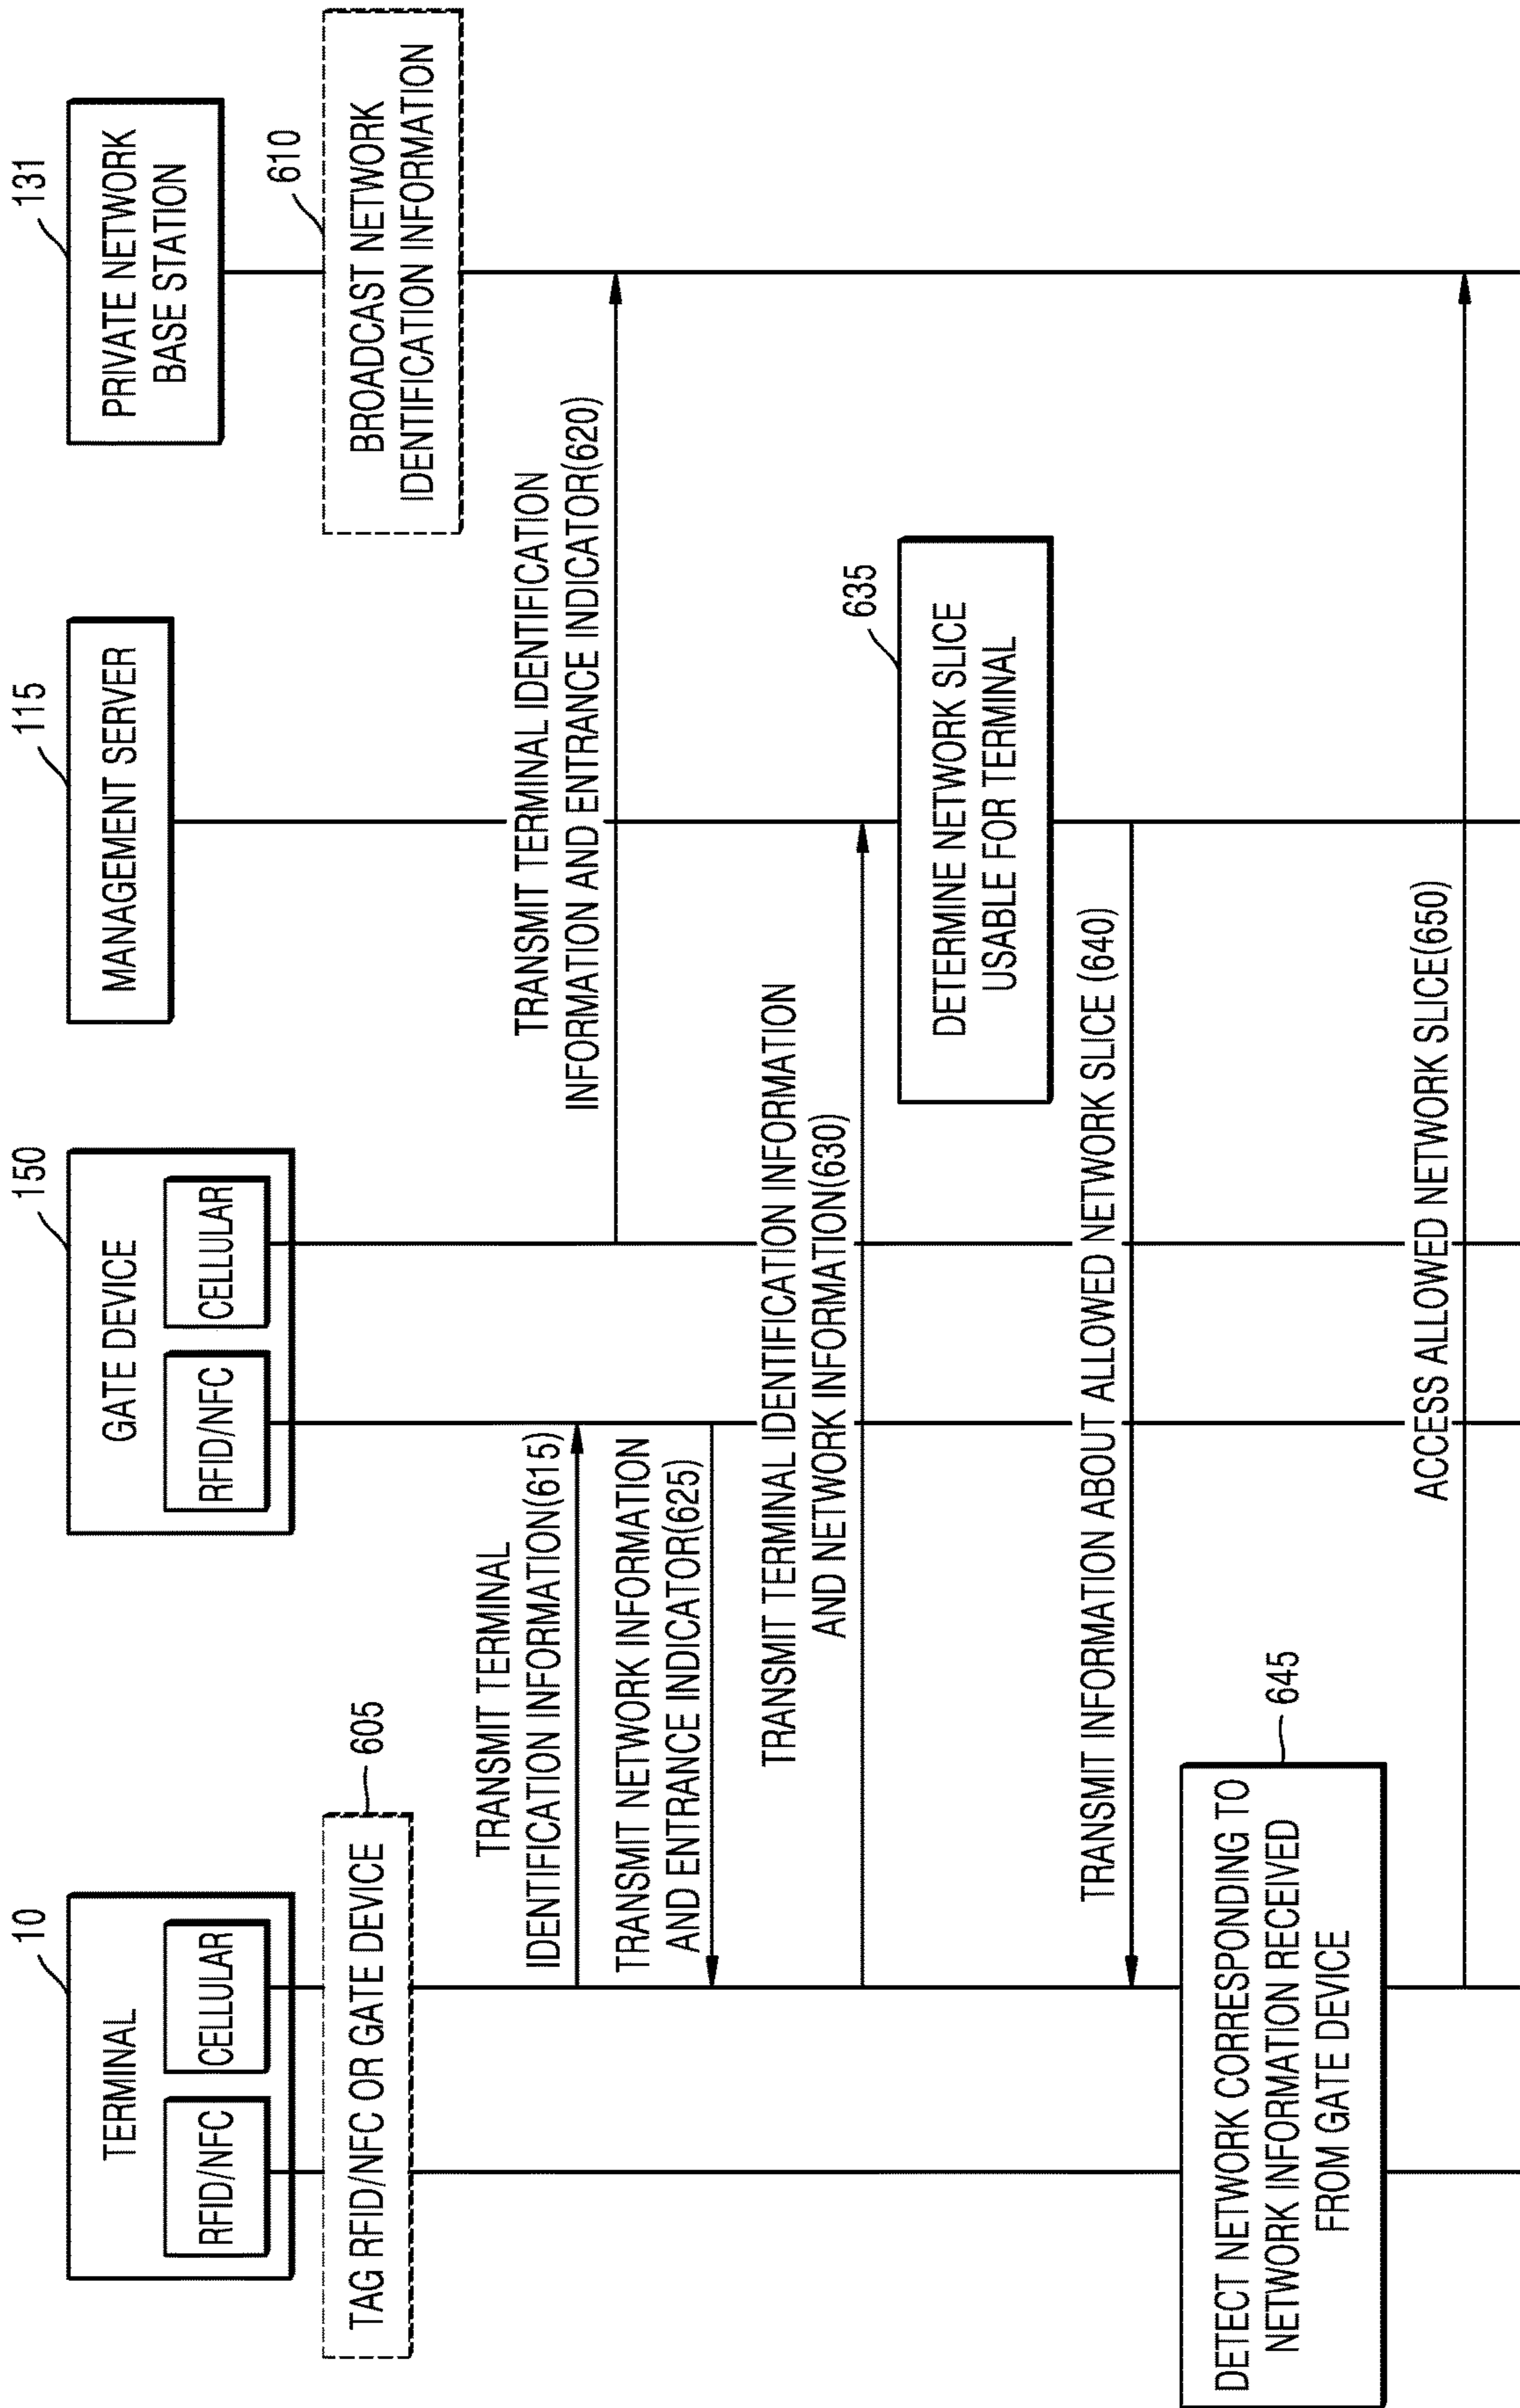 10
TERMINAL
RFID/NFC
CELLULAR
150
GATE DEVICE
RFID/NFC
CELLULAR
115
MANAGEMENT SERVER
131
PRIVATE NETWORK
BASE STATION
TAG RFID/NFC OR GATE DEVICE
605
610
BROADCAST NETWORK
IDENTIFICATION INFORMATION
TRANSMIT TERMINAL
IDENTIFICATION INFORMATION(615)
TRANSMIT TERMINAL IDENTIFICATION
INFORMATION AND ENTRANCE INDICATOR(620)
TRANSMIT NETWORK INFORMATION
AND ENTRANCE INDICATOR(625)
TRANSMIT TERMINAL IDENTIFICATION INFORMATION
AND NETWORK INFORMATION(630)
635
DETERMINE NETWORK SLICE
USABLE FOR TERMINAL
TRANSMIT INFORMATION ABOUT ALLOWED NETWORK SLICE (640)
645
DETECT NETWORK CORRESPONDING TO
NETWORK INFORMATION RECEIVED
FROM GATE DEVICE
ACCESS ALLOWED NETWORK SLICE(650)